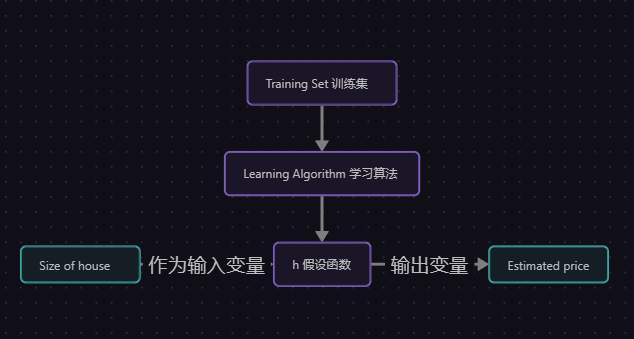 Training Set 训练集
Learning Algorithm 学习算法
Size of house
作为输入变量
h 假设函数
输出变量
Estimated price